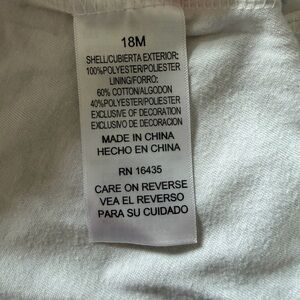 18M
SHELL/CUBIERTA EXTERIOR:
100%POLYESTER/POLIESTER
LINING/FORRO:
60% COTTON/ALGODON
40%POLYESTER/POLIESTER
EXCLUSIVE OF DECORATION
EXCLUSIVO DE DECORACION
MADE IN CHINA
HECHO EN CHINA
RN 16435
CARE ON REVERSE
VEA EL REVERSO
PARA SU CUIDADO